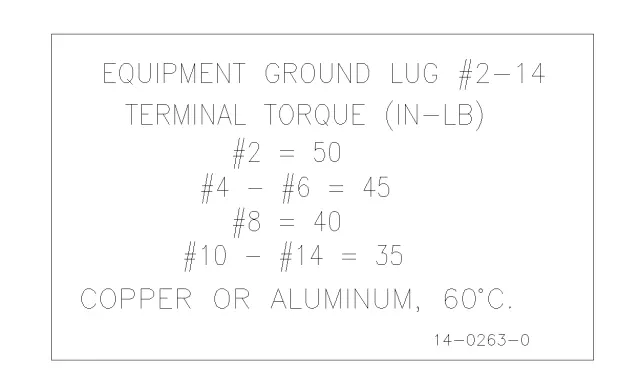 EQUIPMENT GROUND LUG #2-14
TERMINAL TORQUE (IN-LB)
#2 = 50
#4 - #6 = 45
#8 = 40
#10 - #14 = 35
COPPER OR ALUMINUM, 60°C.
14-0263-0